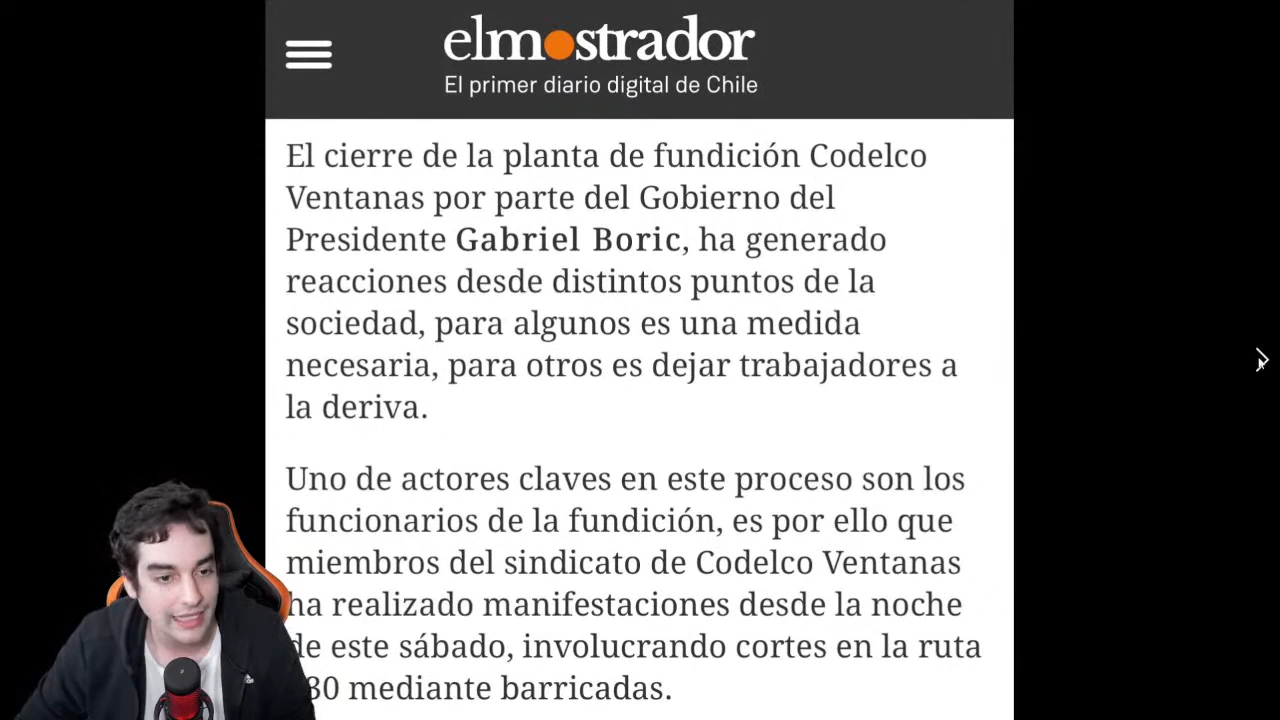 elmostrador
El primer diario digital de Chile
El cierre de la planta de fundición Codelco
Ventanas por parte del Gobierno del
Presidente Gabriel Boric, ha generado
reacciones desde distintos puntos de la
sociedad, para algunos es una medida
necesaria, para otros es dejar trabajadores a
la deriva.
Uno de actores claves en este proceso son los
funcionarios de la fundición, es por ello que
miembros del sindicato de Codelco Ventanas
ha realizado manifestaciones desde la noche
de este sábado, involucrando cortes en la ruta
30 mediante barricadas.